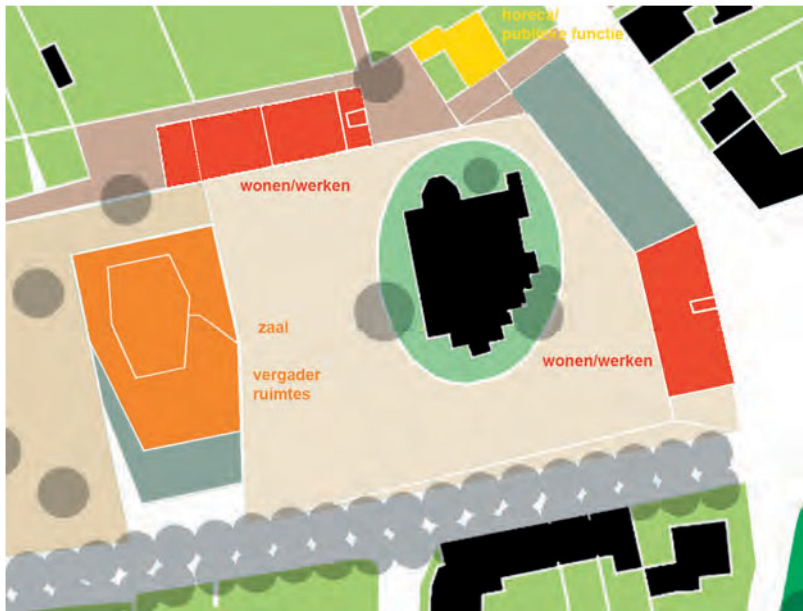 horeca/
publieke functie
wonen/werken
zaal
vergader
ruimtes
wonen/werken